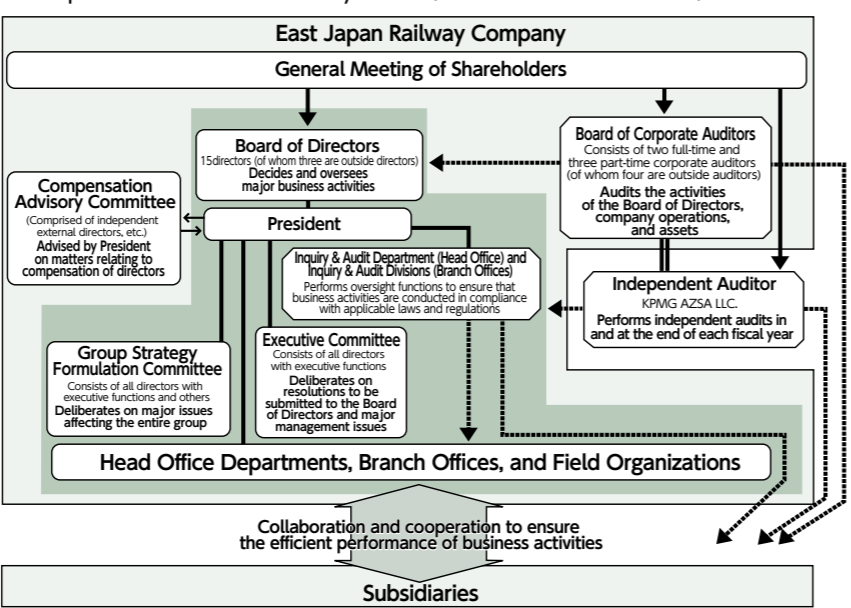 East Japan Railway Company
General Meeting of Shareholders
Board of Directors
15directors (of whom three are outside directors)
Decides and oversees
major business activities
Board of Corporate Auditors
Consists of two full-time and
three part-time corporate auditors
(of whom four are outside auditors)
Audits the activities
of the Board of Directors,
company operations,
and assets
Compensation
Advisory Committee
(Comprised of independent
external directors, etc.)
Advised by President
on matters relating to
compensation of directors
President
Inquiry & Audit Department (Head Office) and
Inquiry & Audit Divisions (Branch Offices)
Performs oversight functions to ensure that
business activities are conducted in compliance
with applicable laws and regulations
Independent Auditor
KPMG AZSA LLC.
Performs independent audits in
and at the end of each fiscal year
Group Strategy
Formulation Committee
Consists of all directors with
executive functions and others
Deliberates on major issues
affecting the entire group
Executive Committee
Consists of all directors
with executive functions
Deliberates on
resolutions to be
submitted to the Board
of Directors and major
management issues
Head Office Departments, Branch Offices, and Field Organizations
Collaboration and cooperation to ensure
the efficient performance of business activities
Subsidiaries